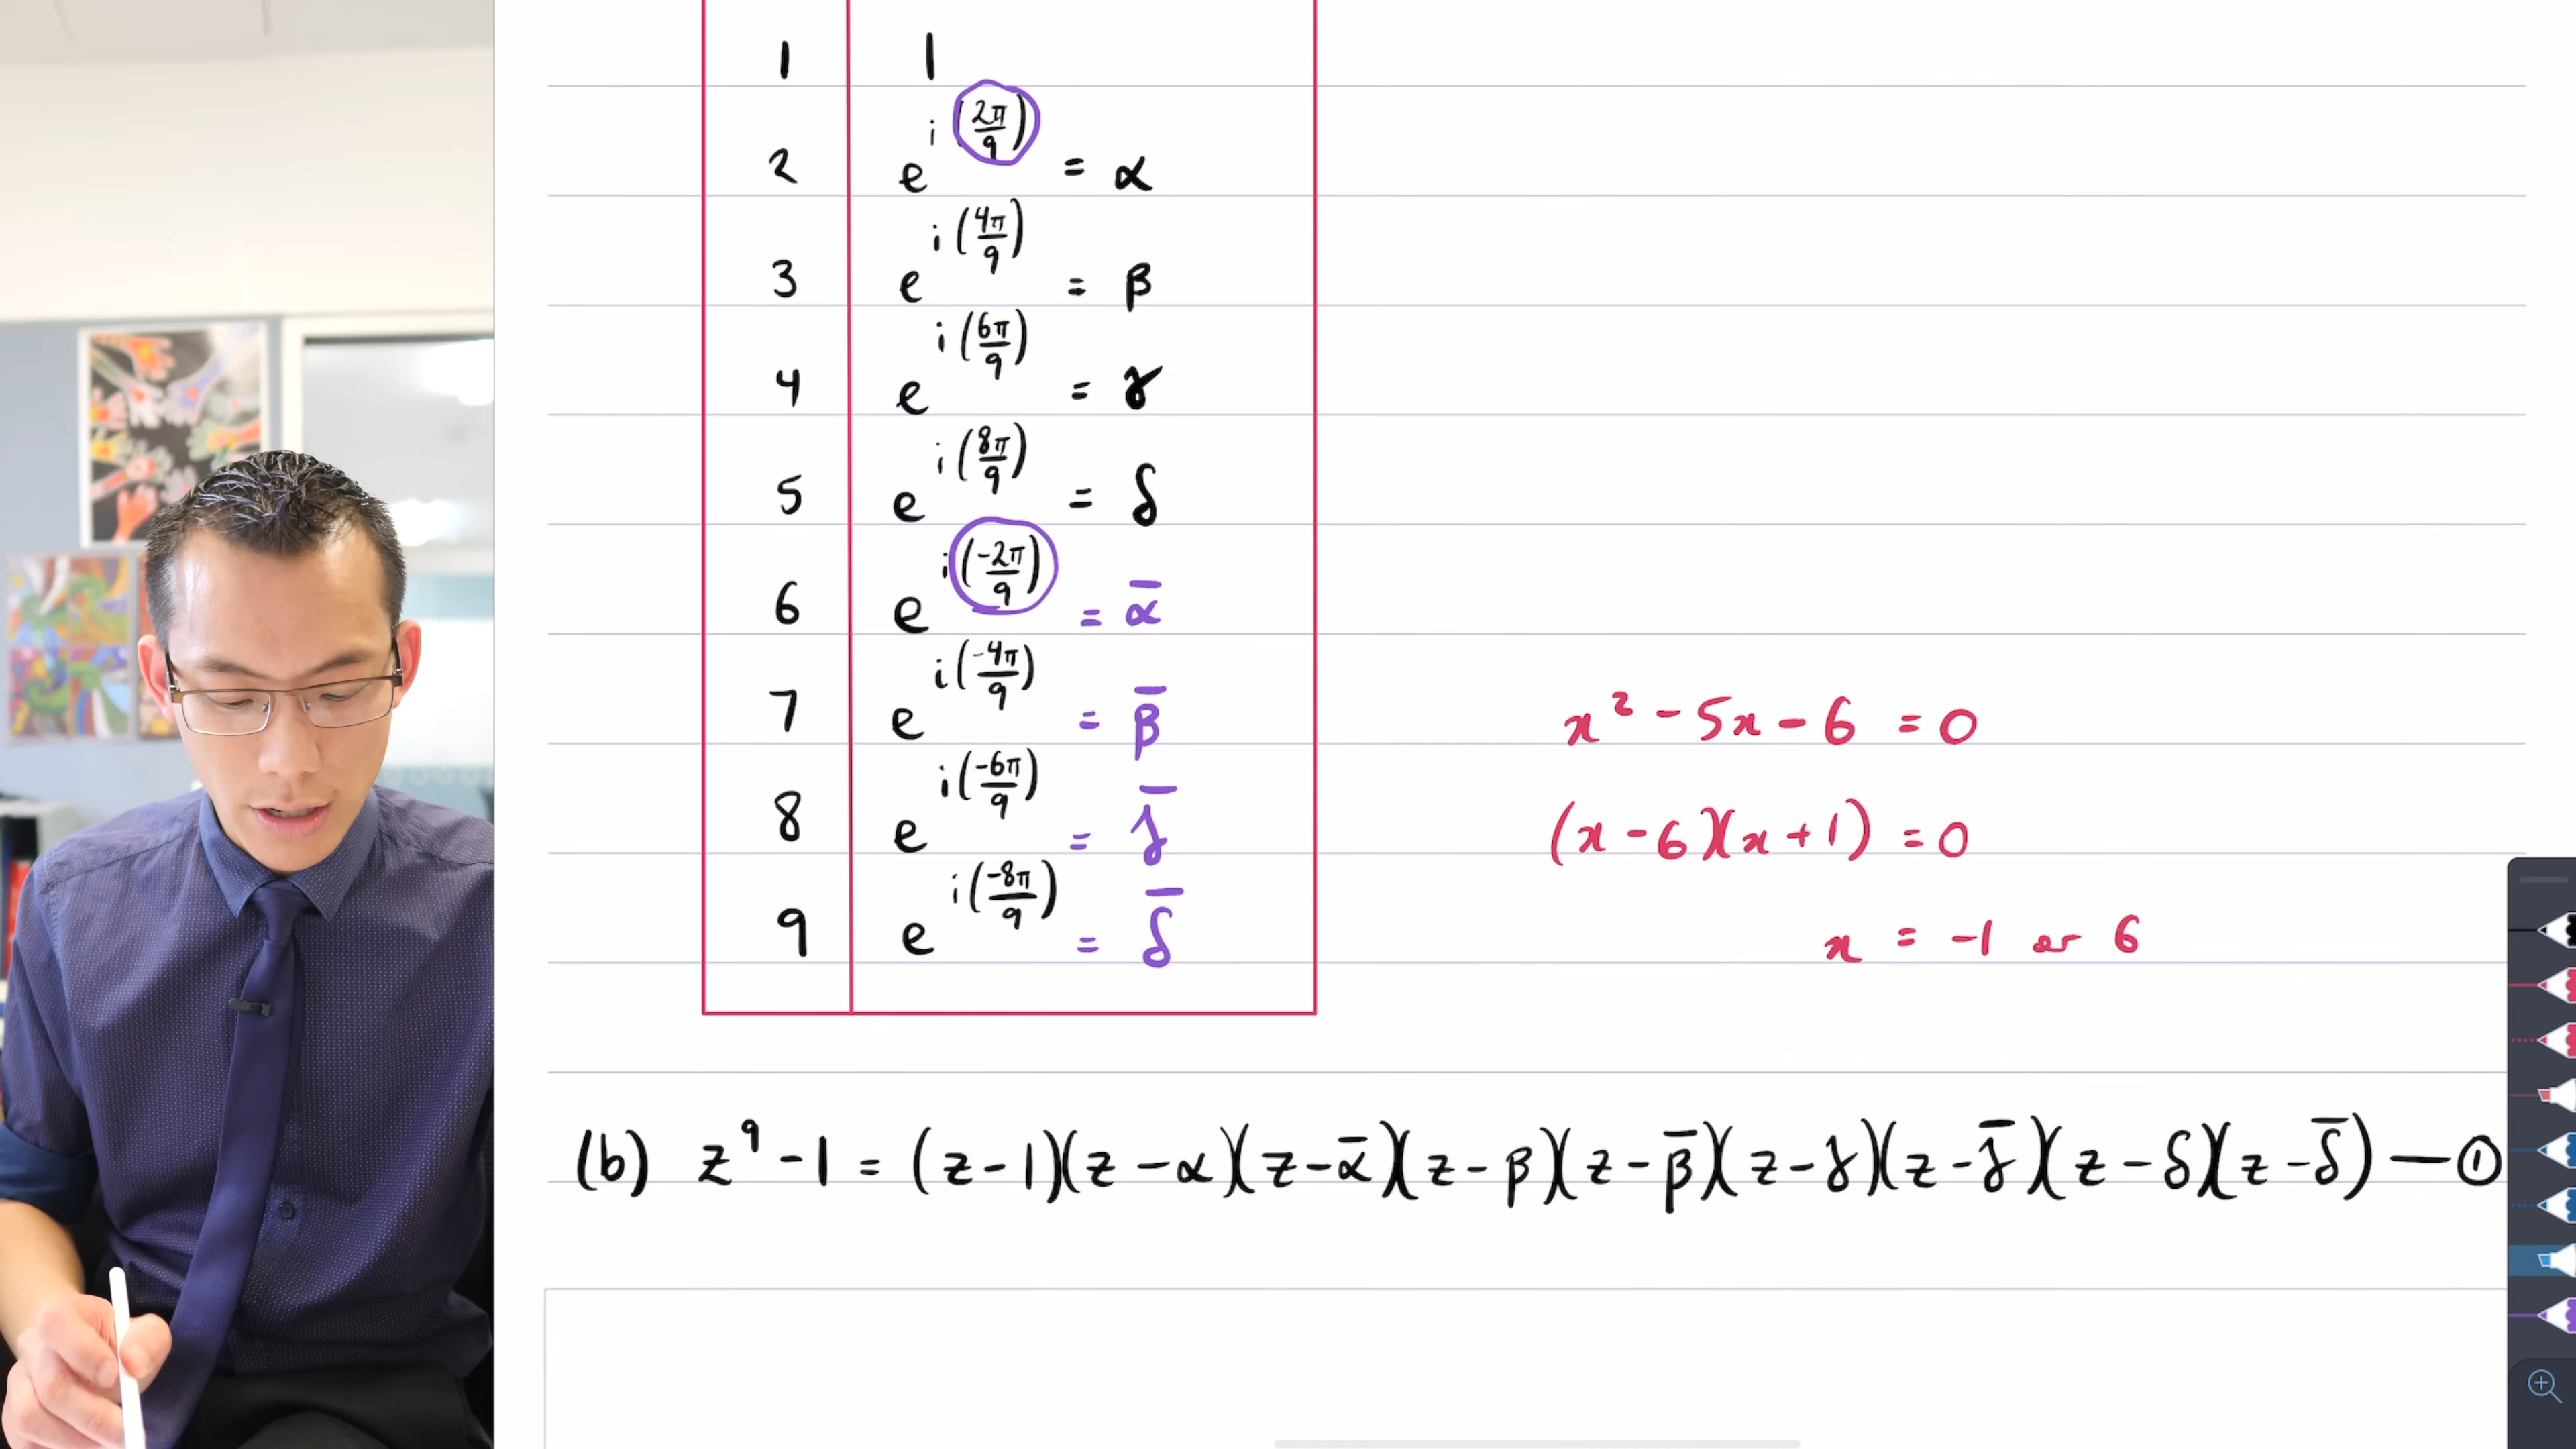 1 1
2 e^{i(2π/9)} = α
3 e^{i(4π/9)} = β
4 e^{i(6π/9)} = γ
5 e^{i(8π/9)} = δ
6 e^{i(-2π/9)} = ᾱ
7 e^{i(-4π/9)} = β̄
8 e^{i(-6π/9)} = γ̄
9 e^{i(-8π/9)} = δ̄
x² - 5x - 6 = 0
(x - 6)(x + 1) = 0
x = -1 or 6
(b) z⁹ - 1 = (z - 1)(z - α)(z - ᾱ)(z - β)(z - β̄)(z - γ)(z - γ̄)(z - δ)(z - δ̄) — ①